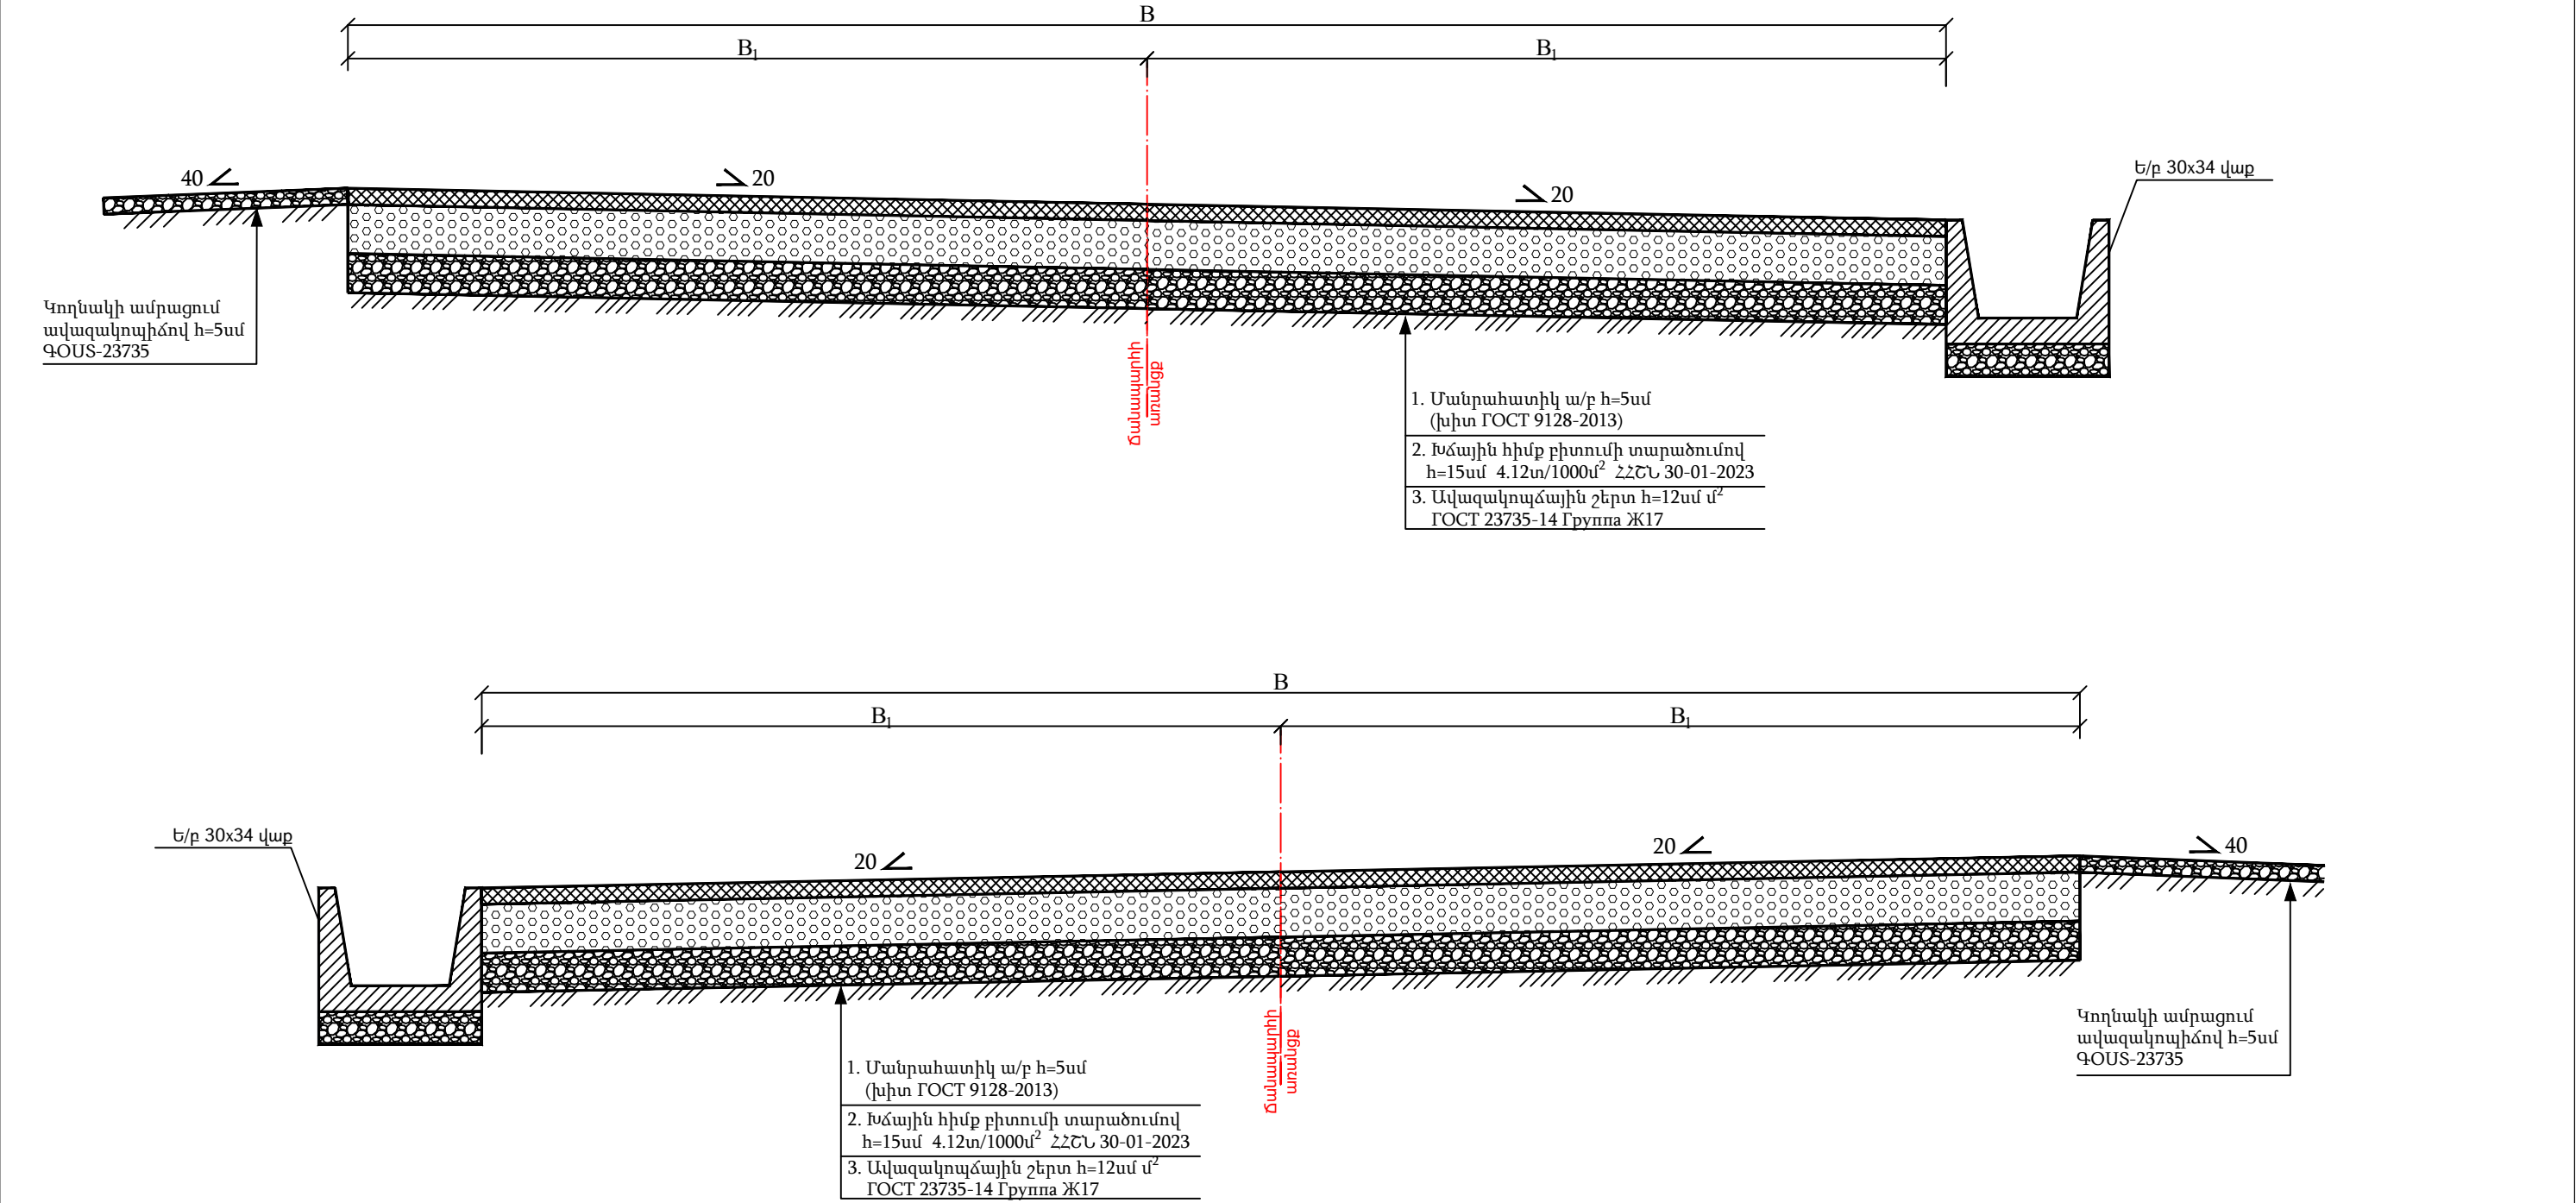 B
B₁ B₁
40 20 20
Ե/բ 30x34 վաք
Կողնակի ամրացում
ավազակոպիճով h=5սմ
ԳՕՍՏ-23735
Ճանապարհի
առանցք
1. Մանրահատիկ ա/բ h=5սմ
(խիտ ГОСТ 9128-2013)
2. Խճային հիմք բիտումի տարածումով
h=15սմ 4.12տ/1000մ² ՀՀՇՆ 30-01-2023
3. Ավազակոպճային շերտ h=12սմ մ²
ГОСТ 23735-14 Группа Ж17
B
B₁ B₁
Ե/բ 30x34 վաք
20 20 40
Ճանապարհի
առանցք
Կողնակի ամրացում
ավազակոպիճով h=5սմ
ԳՕՍՏ-23735
1. Մանրահատիկ ա/բ h=5սմ
(խիտ ГОСТ 9128-2013)
2. Խճային հիմք բիտումի տարածումով
h=15սմ 4.12տ/1000մ² ՀՀՇՆ 30-01-2023
3. Ավազակոպճային շերտ h=12սմ մ²
ГОСТ 23735-14 Группа Ж17